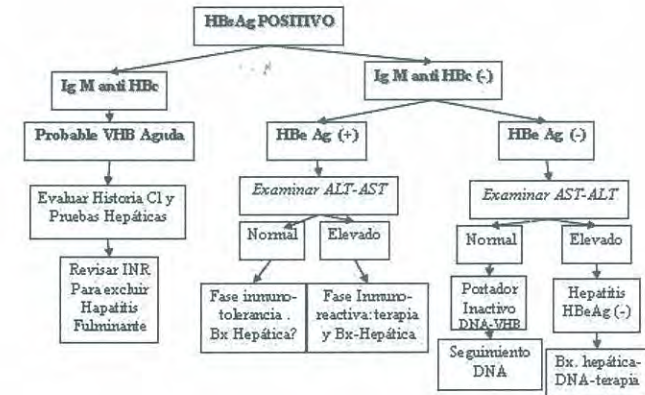 HBsAg POSITIVO
Ig M anti HBc
Ig M anti HBc (-)
Probable VHB Aguda
HBe Ag (+)
HBe Ag (-)
Evaluar Historia Cl y
Pruebas Hepáticas
Examinar ALT-AST
Examinar AST-ALT
Normal
Elevado
Normal
Elevado
Revisar INR
Para excluir
Hapatitis
Fulminante
Fase inmuno-
tolerancia .
Bx Hepática?
Fase Inmuno-
reactiva: terapia
y Bx-Hepática
Portador
Inactivo
DNA-VHB
Hepatitis
HBeAg (-)
Seguimiento
DNA
Bx. hepática-
DNA-terapia